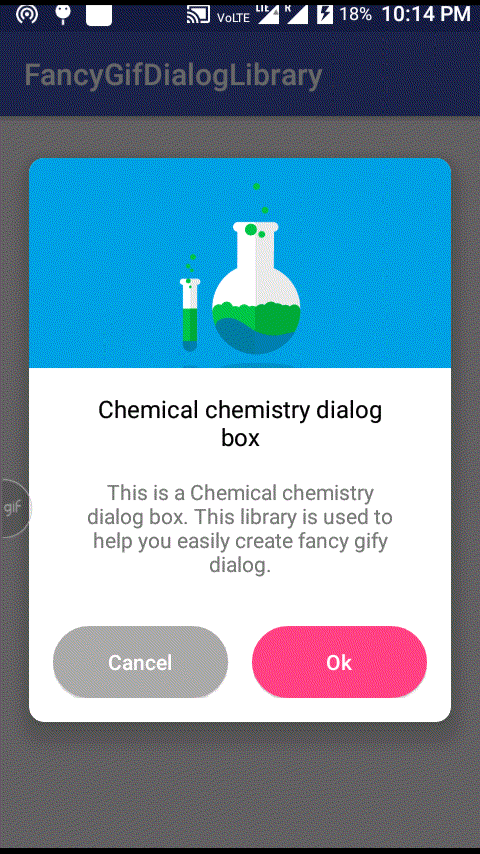 VoLTE LTE R 18% 10:14 PM
FancyGifDialogLibrary
Chemical chemistry dialog
box
This is a Chemical chemistry
dialog box. This library is used to
help you easily create fancy gify
dialog.
gif
Cancel Ok